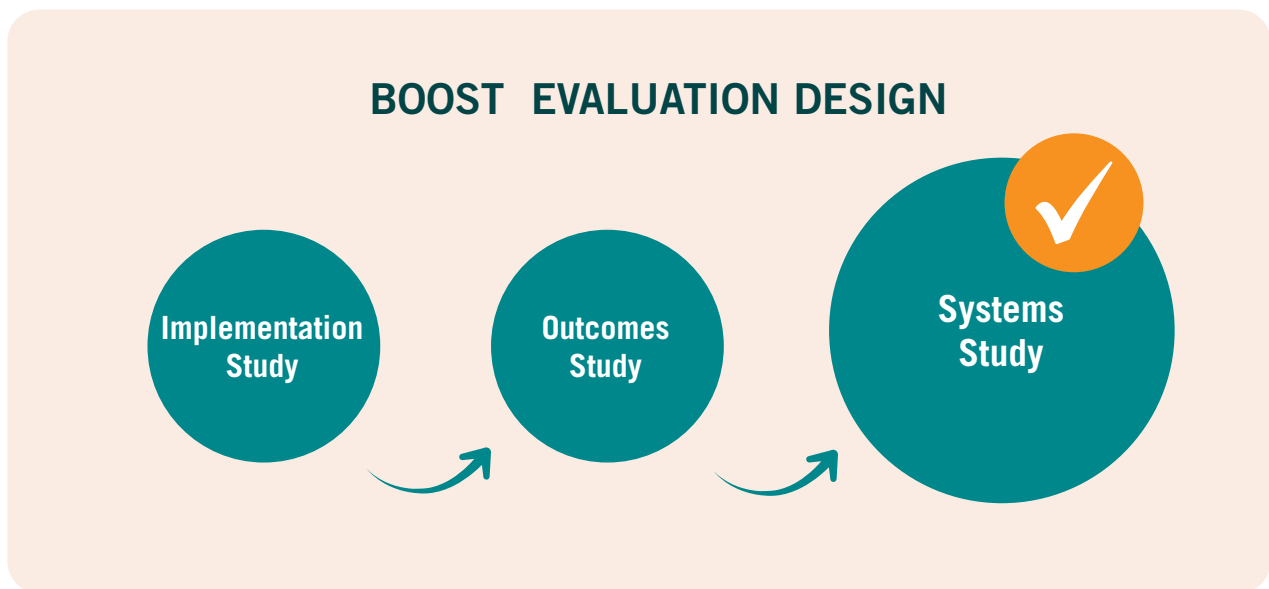 BOOST EVALUATION DESIGN
Implementation
Study
Outcomes
Study
Systems
Study